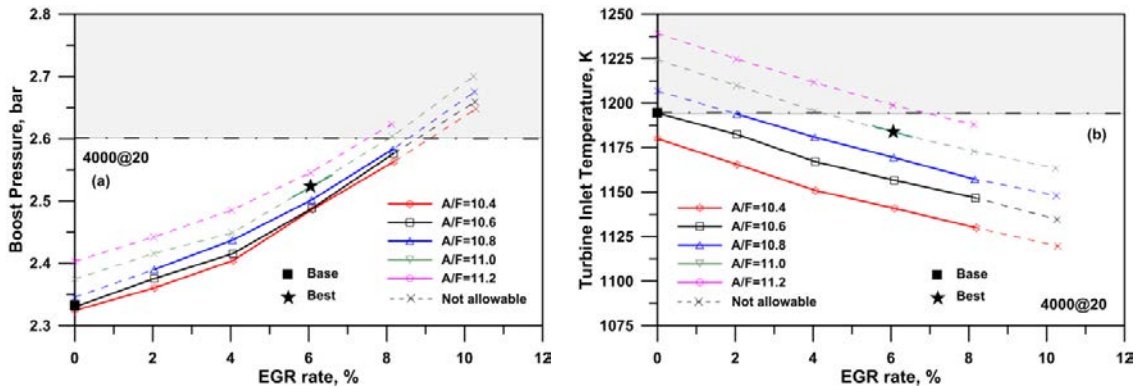 2.8
2.7
2.6
2.5
2.4
2.3
Boost Pressure, bar
4000@20
(a)
A/F=10.4
A/F=10.6
A/F=10.8
A/F=11.0
A/F=11.2
Not allowable
Base
Best
0 2 4 6 8 10 12
EGR rate, %
1250
1225
1200
1175
1150
1125
1100
1075
Turbine Inlet Temperature, K
(b)
A/F=10.4
A/F=10.6
A/F=10.8
A/F=11.0
A/F=11.2
Not allowable
Base
Best
4000@20
0 2 4 6 8 10 12
EGR rate, %